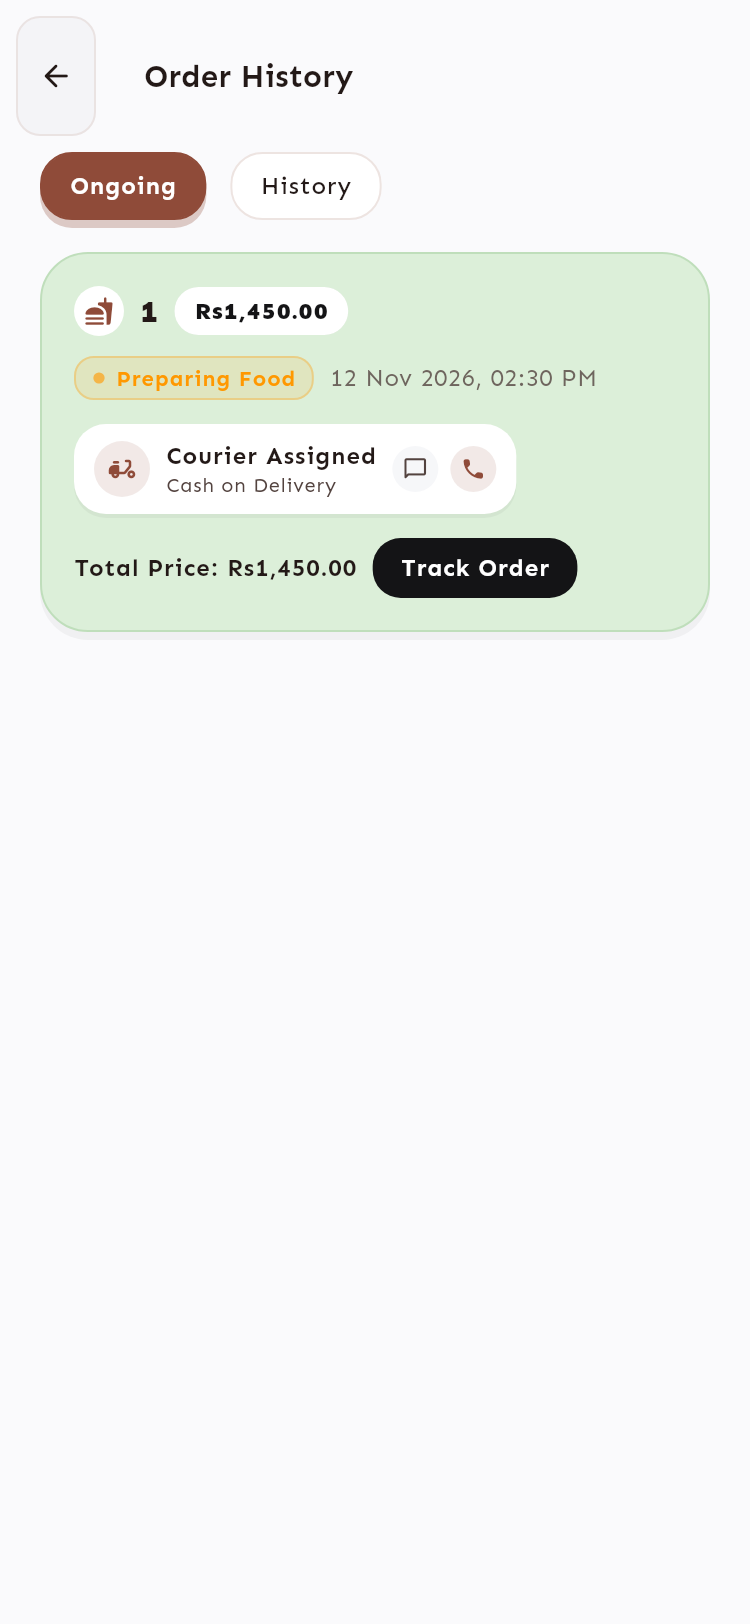 Order History
Ongoing
History
1
Rs1,450.00
Preparing Food
12 Nov 2026, 02:30 PM
Courier Assigned
Cash on Delivery
Total Price: Rs1,450.00
Track Order